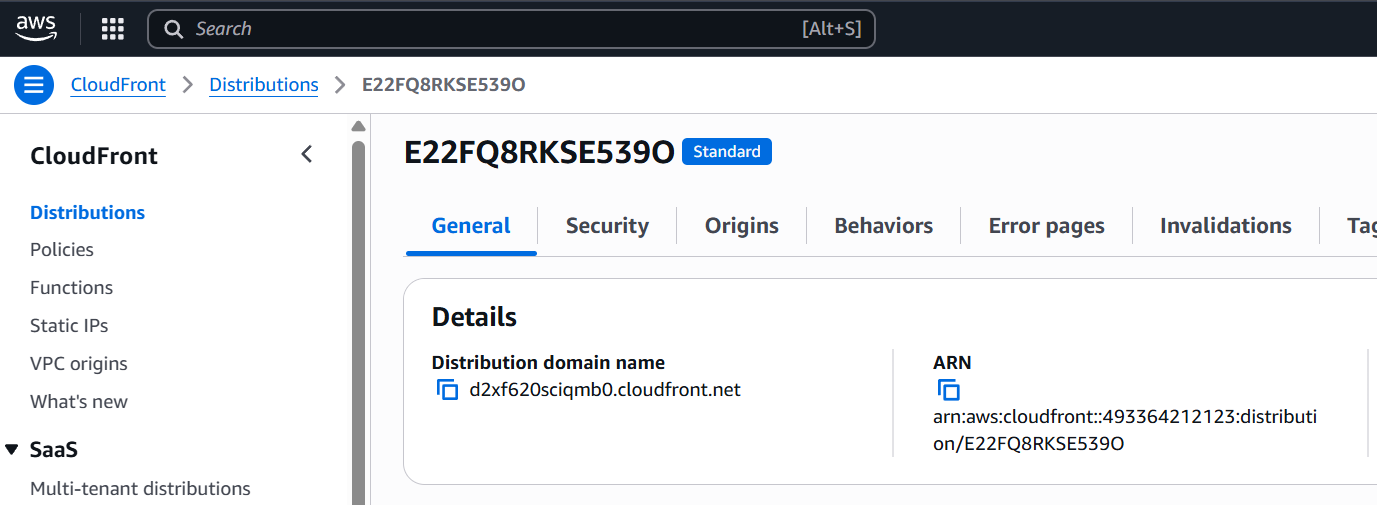 aws
Search [Alt+S]
CloudFront Distributions E22FQ8RKSE539O
CloudFront
Distributions
Policies
Functions
Static IPs
VPC origins
What's new
SaaS
Multi-tenant distributions
E22FQ8RKSE539O Standard
General Security Origins Behaviors Error pages Invalidations Tag
Details
Distribution domain name
d2xf620sciqmb0.cloudfront.net
ARN
arn:aws:cloudfront::493364212123:distributi
on/E22FQ8RKSE539O